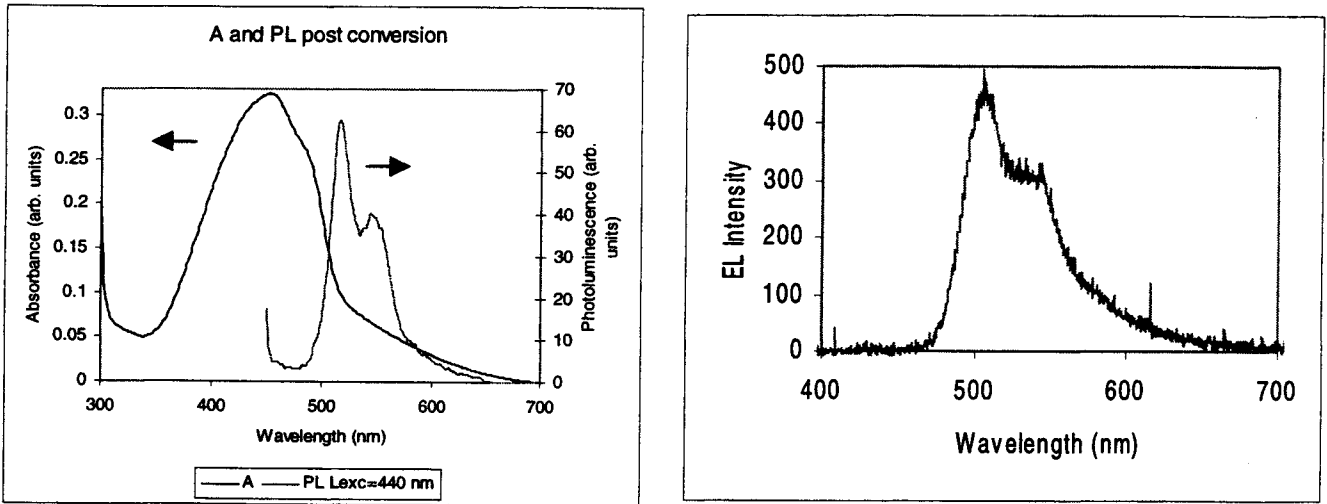 A and PL post conversion
Absorbance (arb. units)
0.3
0.25
0.2
0.15
0.1
0.05
0
70
60
50
40
30
20
10
0
Photoluminescence (arb.
units)
300 400 500 600 700
Wavelength (nm)
A PL Lexc=440 nm
EL Intensity
500
400
300
200
100
0
400 500 600 700
Wavelength (nm)